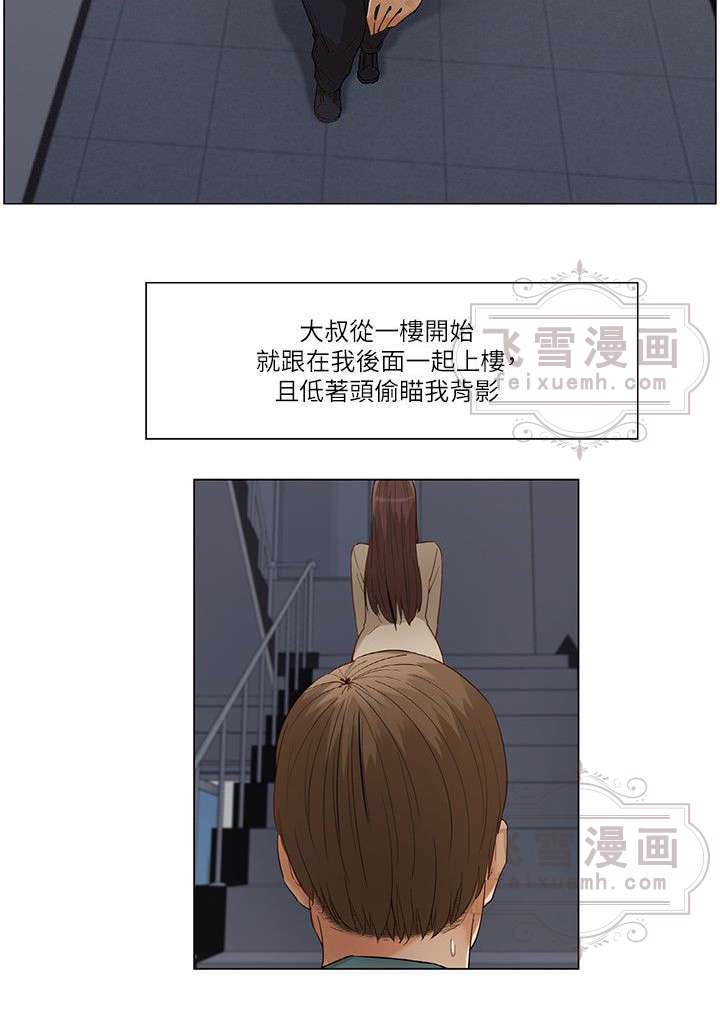 大叔從一樓開始
就跟在我後面一起上樓，
且低著頭偷瞄我背影
飞雪漫画
feixuemh.com
飞雪漫画
feixuemh.com